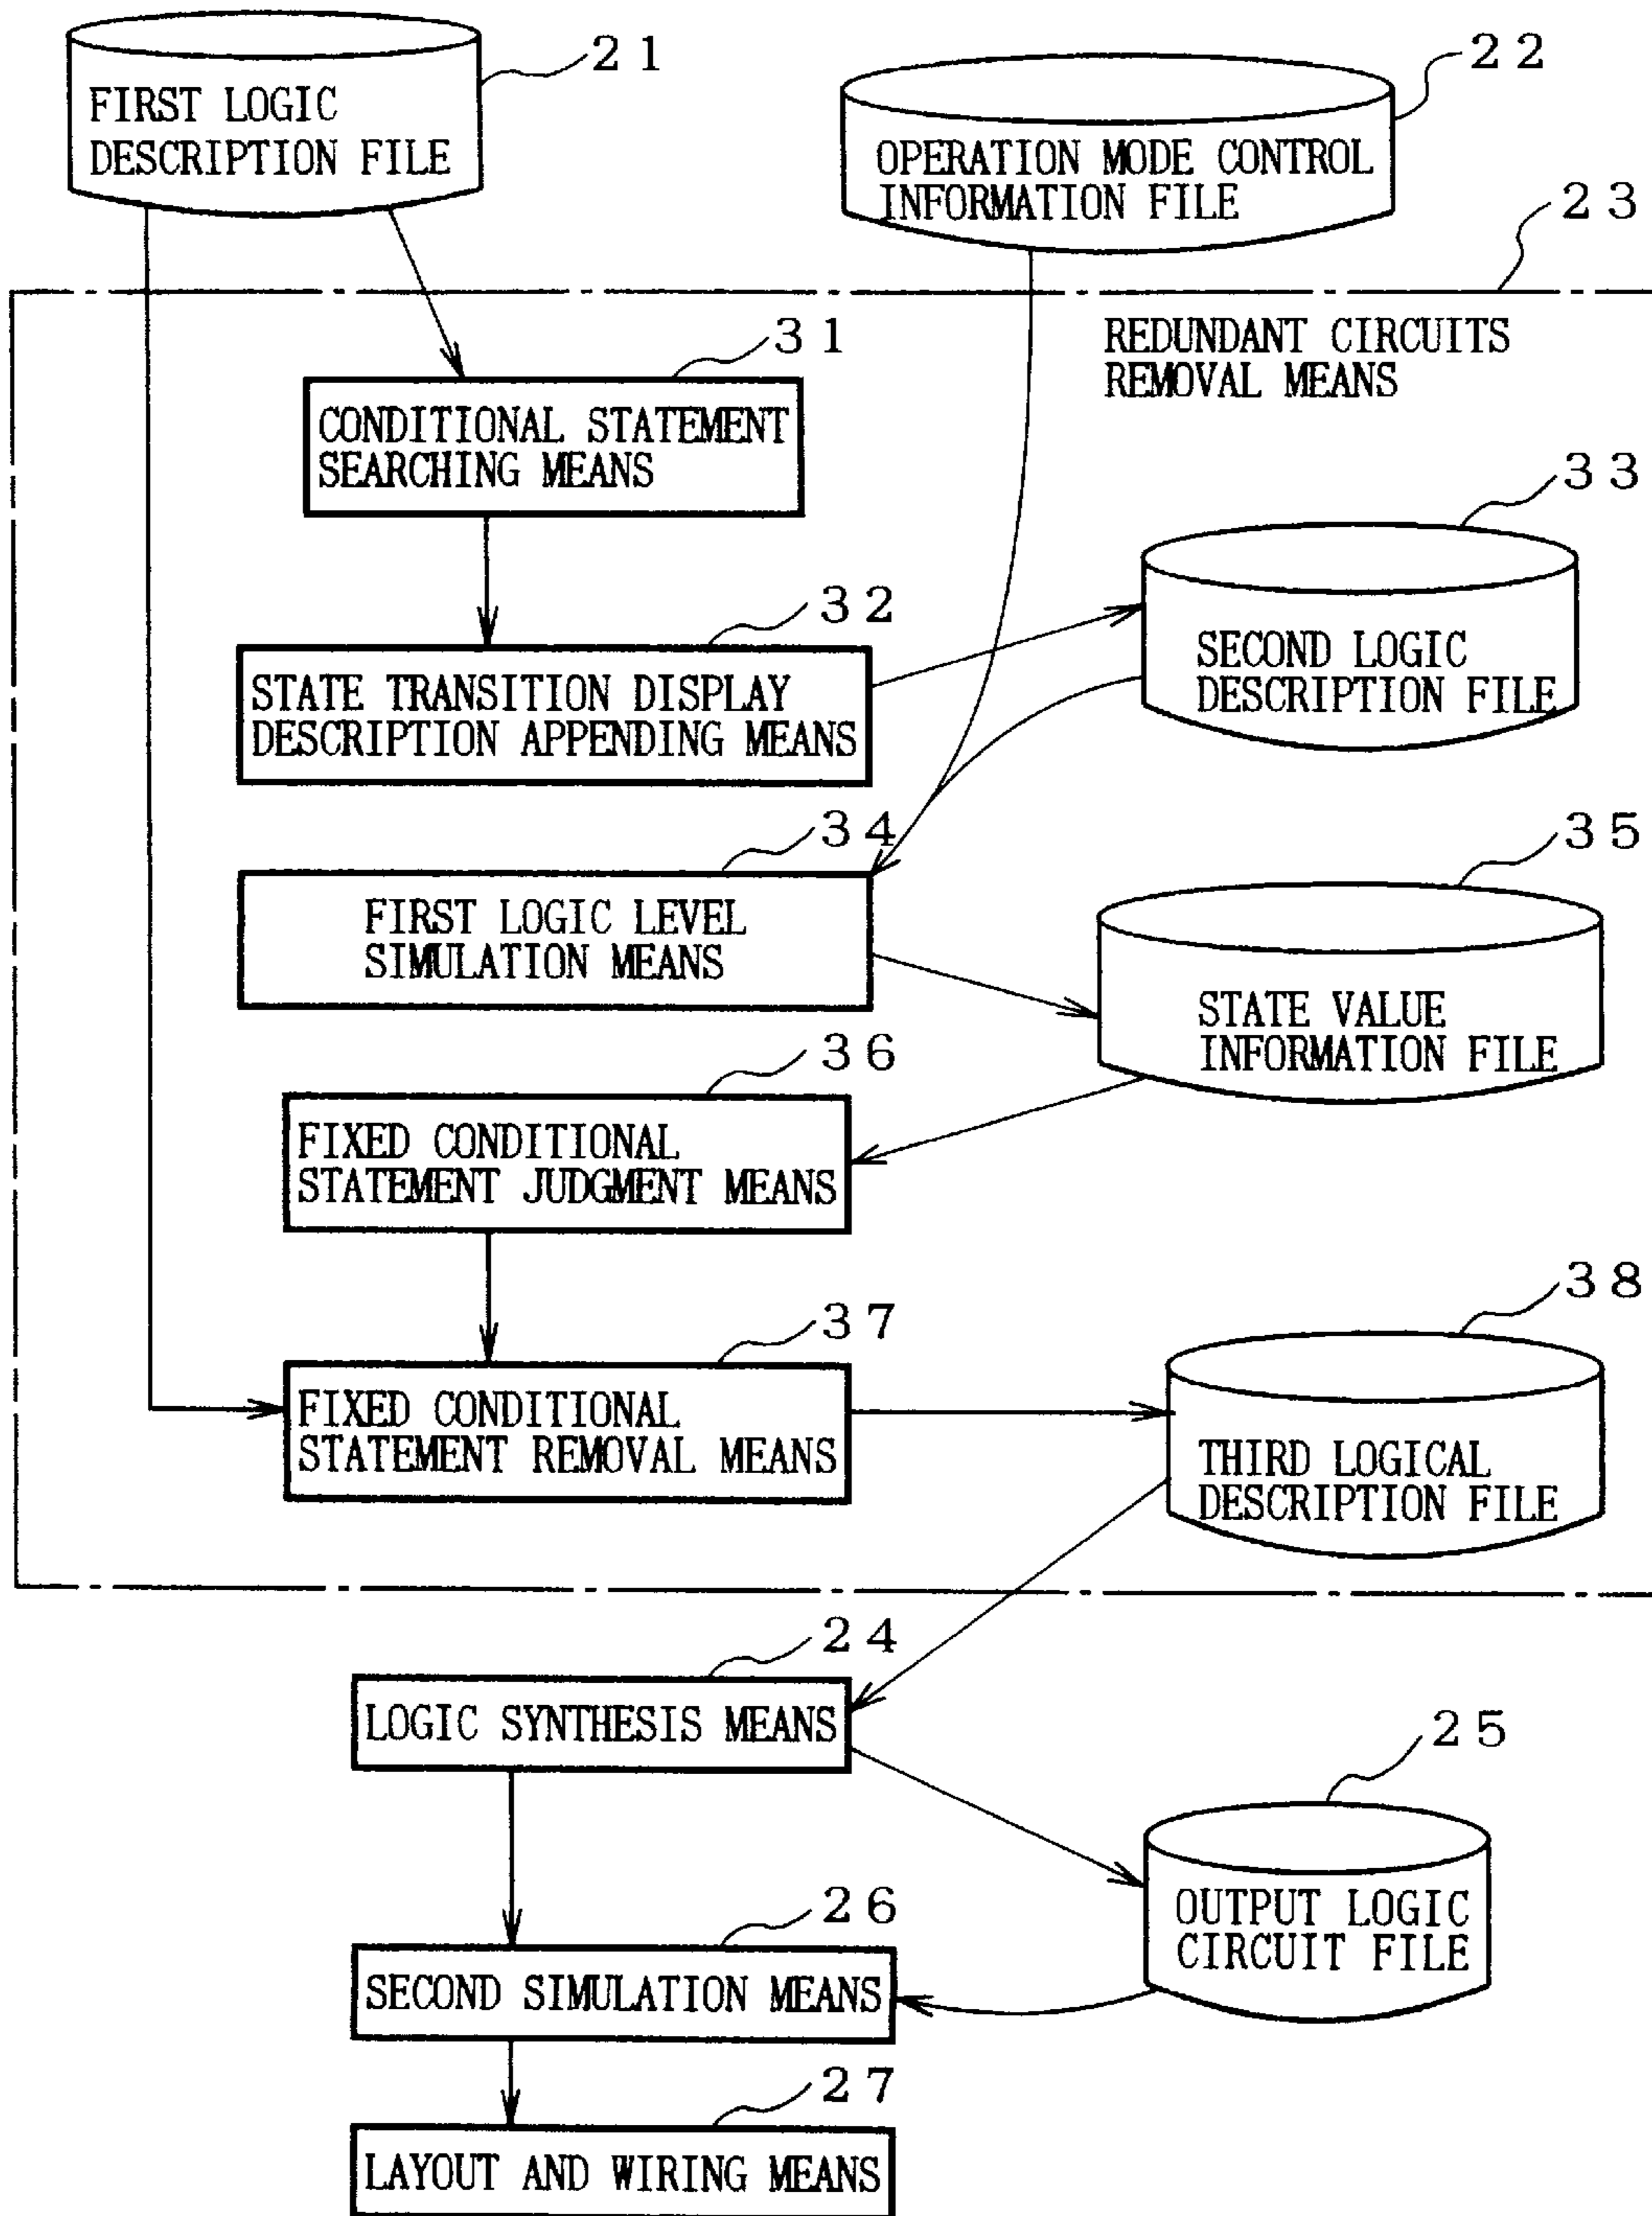 21
FIRST LOGIC
DESCRIPTION FILE
22
OPERATION MODE CONTROL
INFORMATION FILE
23
REDUNDANT CIRCUITS
REMOVAL MEANS
31
CONDITIONAL STATEMENT
SEARCHING MEANS
33
32
STATE TRANSITION DISPLAY
DESCRIPTION APPENDING MEANS
SECOND LOGIC
DESCRIPTION FILE
34
35
FIRST LOGIC LEVEL
SIMULATION MEANS
STATE VALUE
INFORMATION FILE
36
FIXED CONDITIONAL
STATEMENT JUDGMENT MEANS
37
38
FIXED CONDITIONAL
STATEMENT REMOVAL MEANS
THIRD LOGICAL
DESCRIPTION FILE
24
LOGIC SYNTHESIS MEANS
25
OUTPUT LOGIC
CIRCUIT FILE
26
SECOND SIMULATION MEANS
27
LAYOUT AND WIRING MEANS